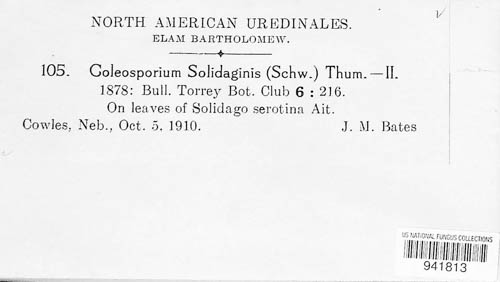 NORTH AMERICAN UREDINALES.
ELAM BARTHOLOMEW.
105. Coleosporium Solidaginis (Schw.) Thum.—II.
1878: Bull. Torrey Bot. Club 6 : 216.
On leaves of Solidago serotina Ait.
Cowles, Neb., Oct. 5, 1910. J. M. Bates
US NATIONAL FUNGUS COLLECTIONS
941813